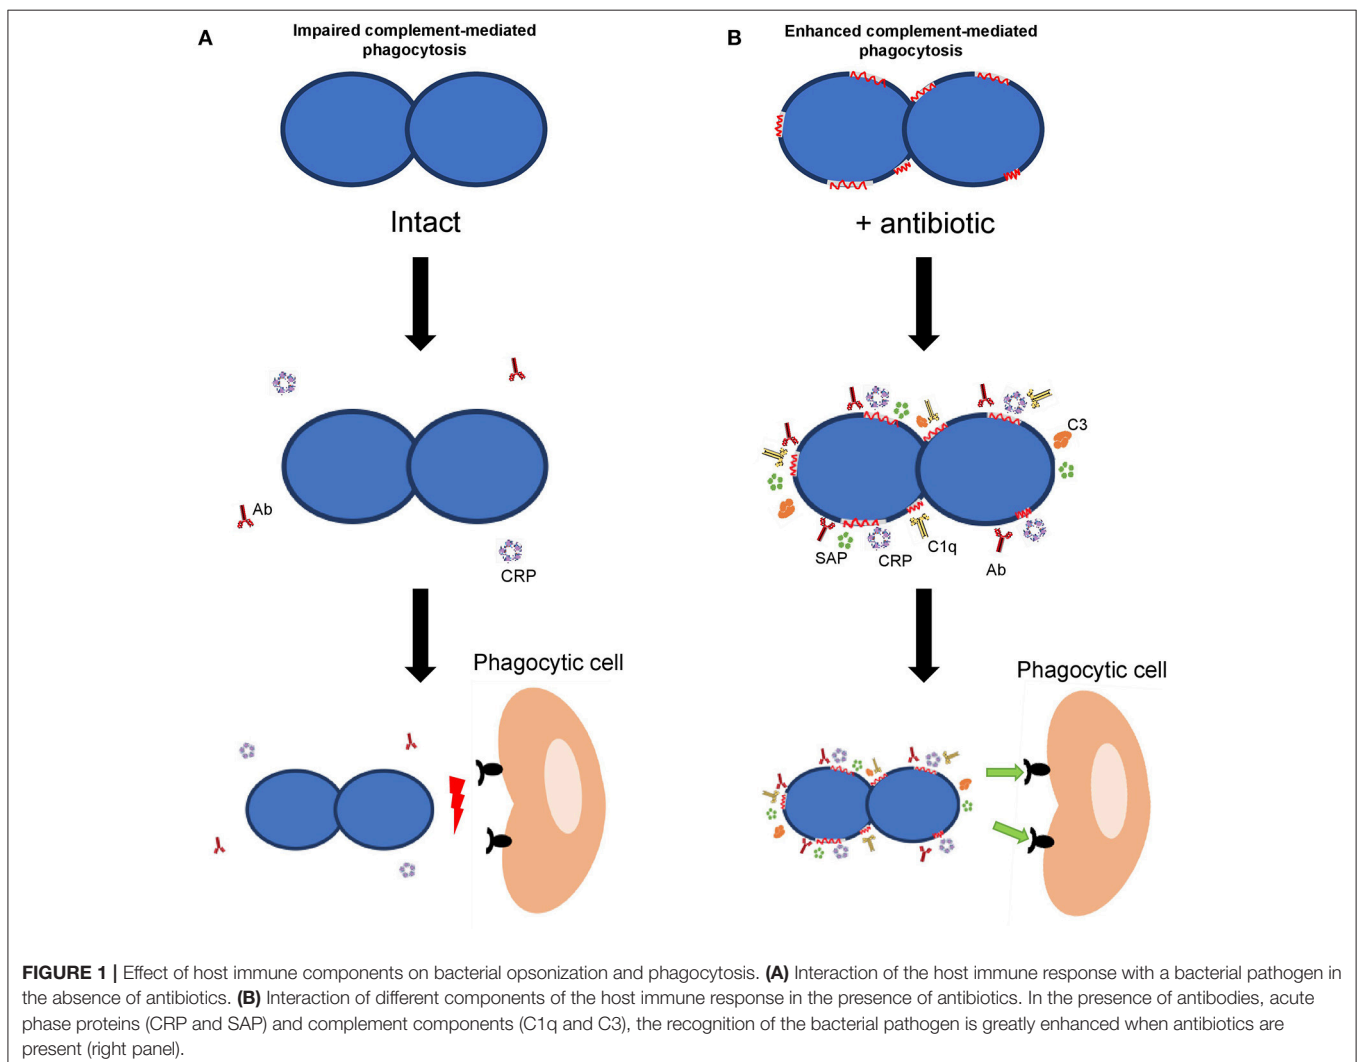 A
Impaired complement-mediated
phagocytosis
Intact
Ab
CRP
Phagocytic cell
B
Enhanced complement-mediated
phagocytosis
+ antibiotic
C3
SAP
CRP
C1q
Ab
Phagocytic cell
FIGURE 1 | Effect of host immune components on bacterial opsonization and phagocytosis. (A) Interaction of the host immune response with a bacterial pathogen in
the absence of antibiotics. (B) Interaction of different components of the host immune response in the presence of antibiotics. In the presence of antibodies, acute
phase proteins (CRP and SAP) and complement components (C1q and C3), the recognition of the bacterial pathogen is greatly enhanced when antibiotics are
present (right panel).